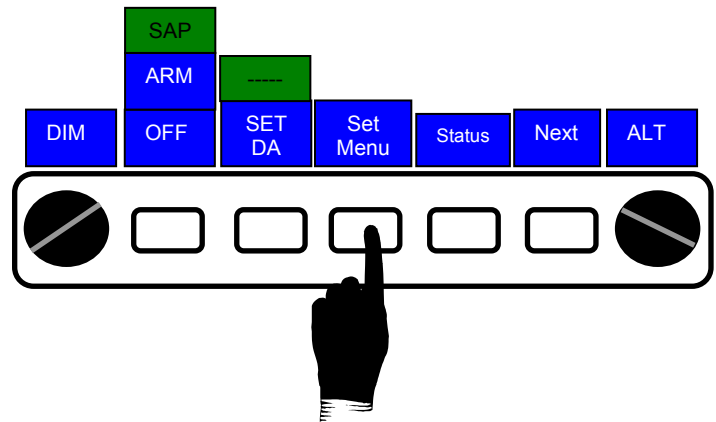 SAP
ARM
-----
DIM
OFF
SET
DA
Set
Menu
Status
Next
ALT